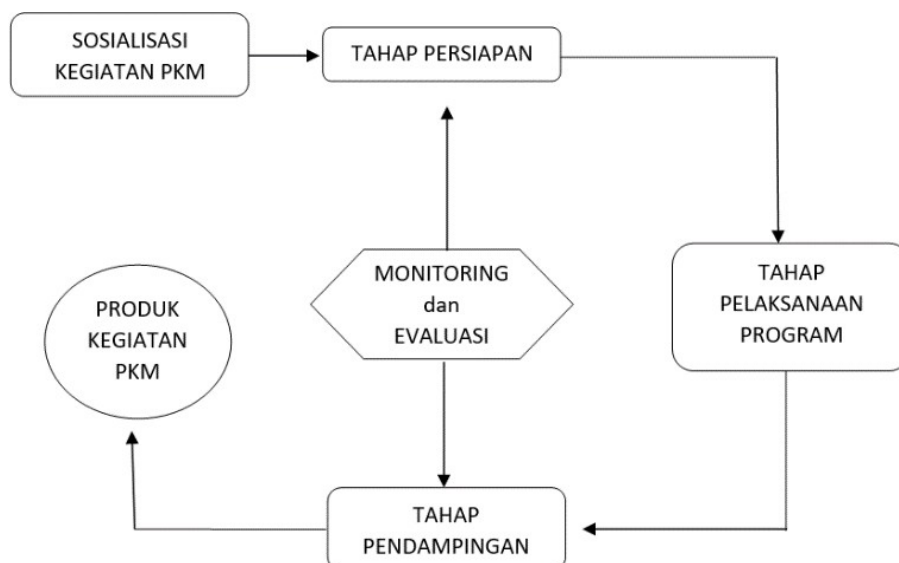 SOSIALISASI
KEGIATAN PKM
TAHAP PERSIAPAN
MONITORING
dan
EVALUASI
TAHAP
PELAKSANAAN
PROGRAM
PRODUK
KEGIATAN
PKM
TAHAP
PENDAMPINGAN